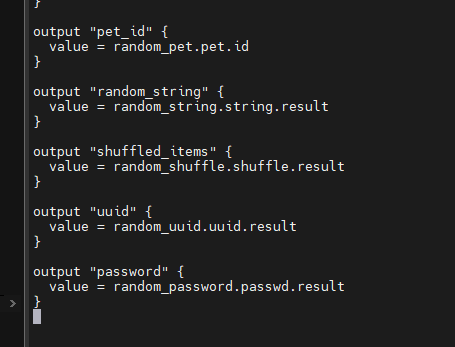 }
output "pet_id" {
  value = random_pet.pet.id
}
output "random_string" {
  value = random_string.string.result
}
output "shuffled_items" {
  value = random_shuffle.shuffle.result
}
output "uuid" {
  value = random_uuid.uuid.result
}
output "password" {
  value = random_password.passwd.result
}